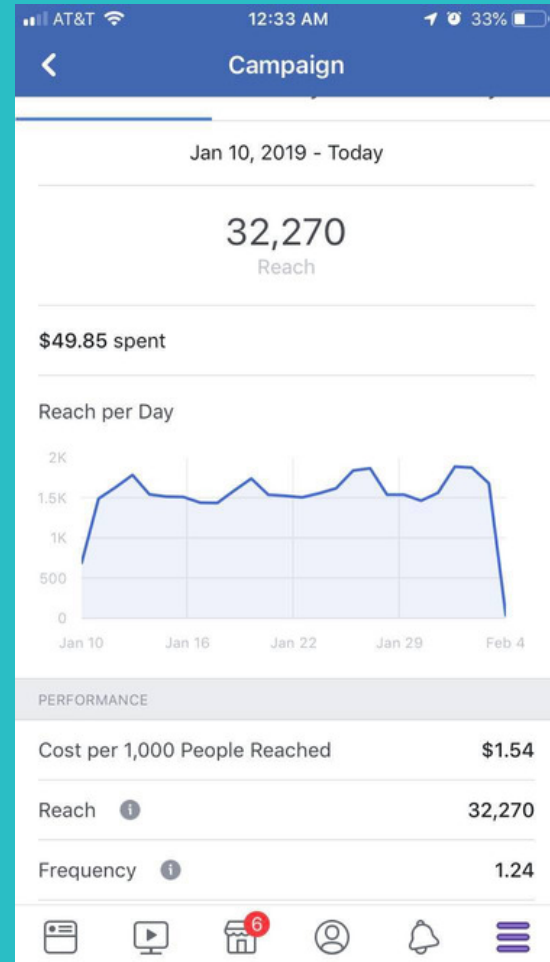 AT&T 12:33 AM 33%
Campaign
Jan 10, 2019 - Today
32,270
Reach
$49.85 spent
Reach per Day
2K
1.5K
1K
500
0
Jan 10 Jan 16 Jan 22 Jan 29 Feb 4
PERFORMANCE
Cost per 1,000 People Reached $1.54
Reach i 32,270
Frequency i 1.24
6